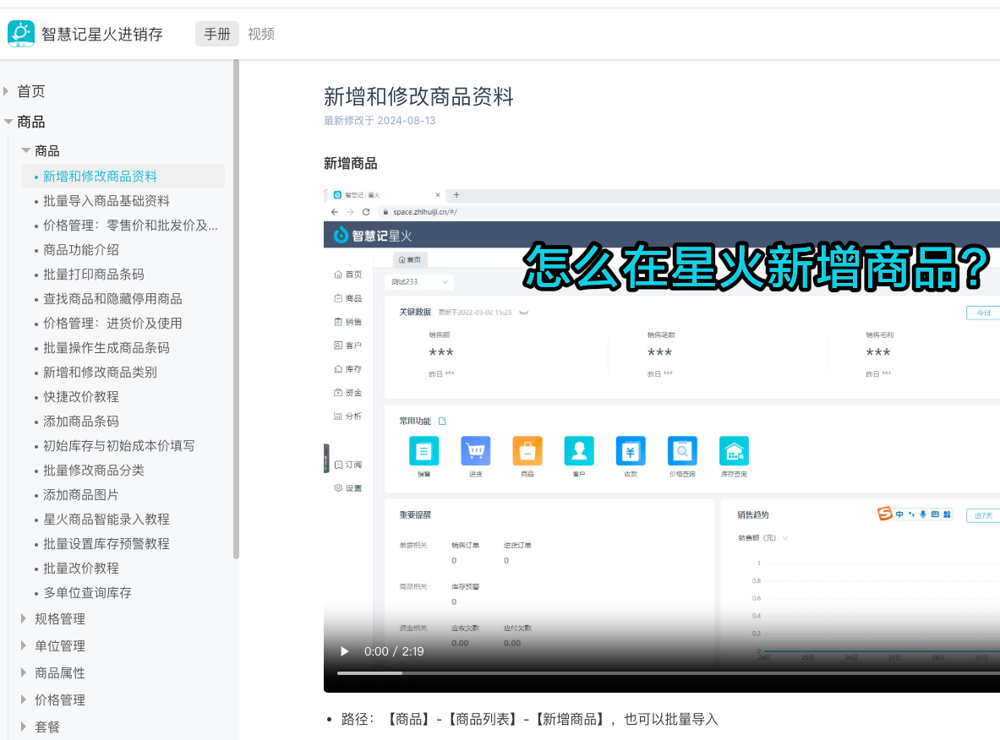 智慧记星火进销存
手册 视频
首页
商品
商品
新增和修改商品资料
批量导入商品基础资料
价格管理：零售价和批发价及...
商品功能介绍
批量打印商品条码
查找商品和隐藏停用商品
价格管理：进货价及使用
批量操作生成商品条码
新增和修改商品类别
快捷改价教程
添加商品条码
初始库存与初始成本价填写
批量修改商品分类
添加商品图片
星火商品智能录入教程
批量设置库存预警教程
批量改价教程
多单位查询库存
规格管理
单位管理
商品属性
价格管理
套餐
新增和修改商品资料
最新修改于 2024-08-13
新增商品
智慧记 · 星火
space.zhihuiji.cn/#/
智慧记星火
怎么在星火新增商品?
首页
测试233
首页
商品
销售
客户
库存
资金
分析
订阅
设置
关键数据 更新于2022-03-02 15:23
今日
销售额 销售笔数 销售毛利
*** *** ***
昨日 *** 昨日 *** 昨日 ***
常用功能
销售 进货 商品 客户 收款 价格查询 库存查询
重要提醒
单据相关 销售订单 进货订单
0 0
商品相关 库存预警
0
资金相关 应收欠款 应付欠款
0.00 0.00
销售趋势
中
近7天
销售额（元）
1
0.8
0.6
0.4
0.2
0
24日 25日 26日 27日 28日 01日
0:00 / 2:19
• 路径：【商品】-【商品列表】-【新增商品】，也可以批量导入